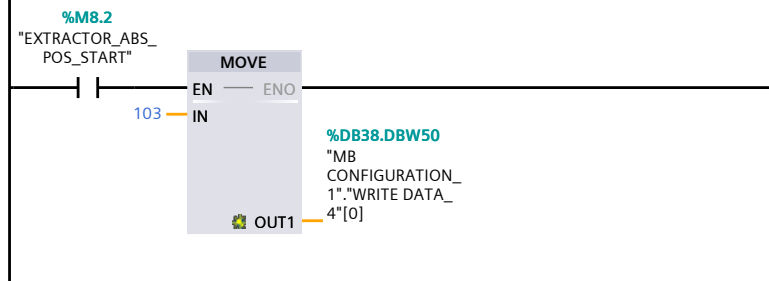 %M8.2
"EXTRACTOR_ABS_
POS_START"
MOVE
EN
ENO
103
IN
%DB38.DBW50
"MB
CONFIGURATION_
1"."WRITE DATA_
4"[0]
OUT1